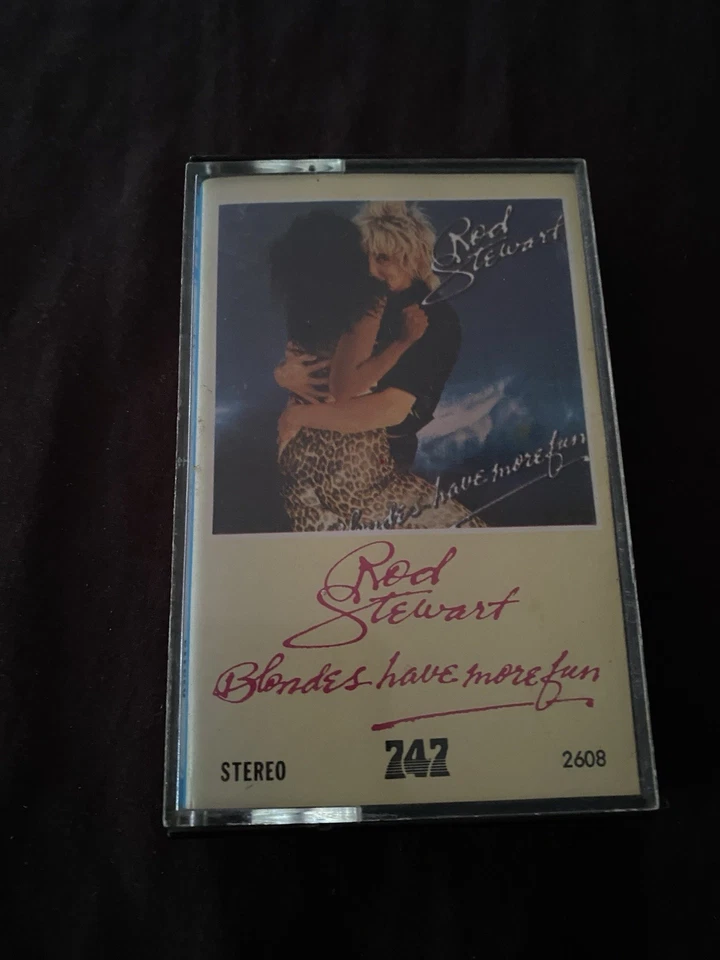 Rod
Stewart
Blondes have more fun
Rod
Stewart
Blondes have more fun
STEREO
747
2608